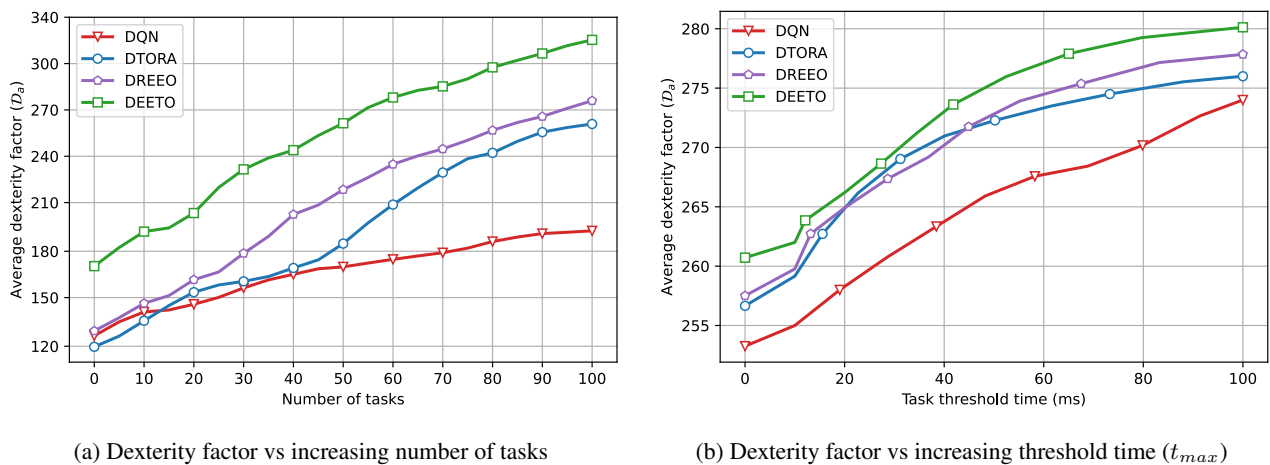 340
300
270
240
210
180
150
120
Average dexterity factor (𝒟ₐ)
DQN
DTORA
DREEO
DEETO
0 10 20 30 40 50 60 70 80 90 100
Number of tasks
(a) Dexterity factor vs increasing number of tasks
280
275
270
265
260
255
Average dexterity factor (𝒟ₐ)
DQN
DTORA
DREEO
DEETO
0 20 40 60 80 100
Task threshold time (ms)
(b) Dexterity factor vs increasing threshold time (tₘₐₓ)